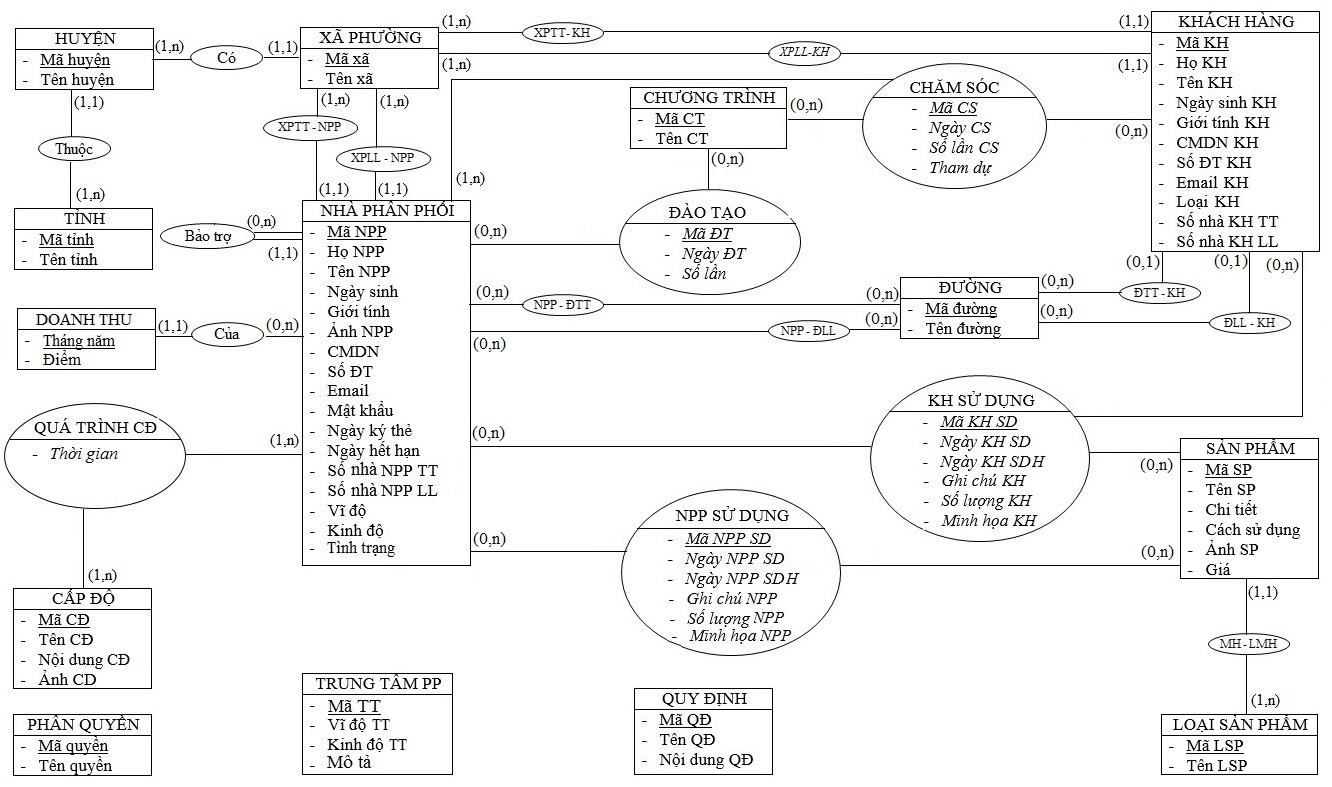 HUYỆN
- Mã huyện
- Tên huyện
(1,n)
Có
(1,1)
XÃ PHƯỜNG
- Mã xã
- Tên xã
(1,n)
XPTT- KH
(1,1)
XPLL-KH
(1,n)
(1,1)
KHÁCH HÀNG
- Mã KH
- Họ KH
- Tên KH
- Ngày sinh KH
- Giới tính KH
- CMDN KH
- Số ĐT KH
- Email KH
- Loại KH
- Số nhà KH TT
- Số nhà KH LL
(1,1)
Thuộc
(1,n)
TỈNH
- Mã tỉnh
- Tên tỉnh
(1,n)
(1,n)
XPTT - NPP
XPLL - NPP
(1,1)
(1,1)
(1,n)
CHƯƠNG TRÌNH
- Mã CT
- Tên CT
(0,n)
CHĂM SÓC
- Mã CS
- Ngày CS
- Số lần CS
- Tham dự
(0,n)
(0,n)
ĐÀO TẠO
- Mã ĐT
- Ngày ĐT
- Số lần
(0,n)
Bảo trợ
(0,n)
(1,1)
NHÀ PHÂN PHỐI
- Mã NPP
- Họ NPP
- Tên NPP
- Ngày sinh
- Giới tính
- Ảnh NPP
- CMDN
- Số ĐT
- Email
- Mật khẩu
- Ngày ký thẻ
- Ngày hết hạn
- Số nhà NPP TT
- Số nhà NPP LL
- Vĩ độ
- Kinh độ
- Tình trạng
(0,n)
NPP - ĐTT
(0,n)
(0,n)
NPP - ĐLL
(0,n)
ĐƯỜNG
- Mã đường
- Tên đường
(0,n)
ĐTT - KH
(0,1)
(0,n)
ĐLL - KH
(0,1)
(0,n)
DOANH THU
- Tháng năm
- Điểm
(1,1)
Của
(0,n)
QUÁ TRÌNH CĐ
- Thời gian
(1,n)
(1,n)
CẤP ĐỘ
- Mã CĐ
- Tên CĐ
- Nội dung CĐ
- Ảnh CD
(0,n)
KH SỬ DỤNG
- Mã KH SD
- Ngày KH SD
- Ngày KH SDH
- Ghi chú KH
- Số lượng KH
- Minh họa KH
(0,n)
(0,n)
NPP SỬ DỤNG
- Mã NPP SD
- Ngày NPP SD
- Ngày NPP SDH
- Ghi chú NPP
- Số lượng NPP
- Minh họa NPP
(0,n)
SẢN PHẨM
- Mã SP
- Tên SP
- Chi tiết
- Cách sử dụng
- Ảnh SP
- Giá
(1,1)
MH - LMH
(1,n)
LOẠI SẢN PHẨM
- Mã LSP
- Tên LSP
PHÂN QUYỀN
- Mã quyền
- Tên quyền
TRUNG TÂM PP
- Mã TT
- Vĩ độ TT
- Kinh độ TT
- Mô tả
QUY ĐỊNH
- Mã QĐ
- Tên QĐ
- Nội dung QĐ